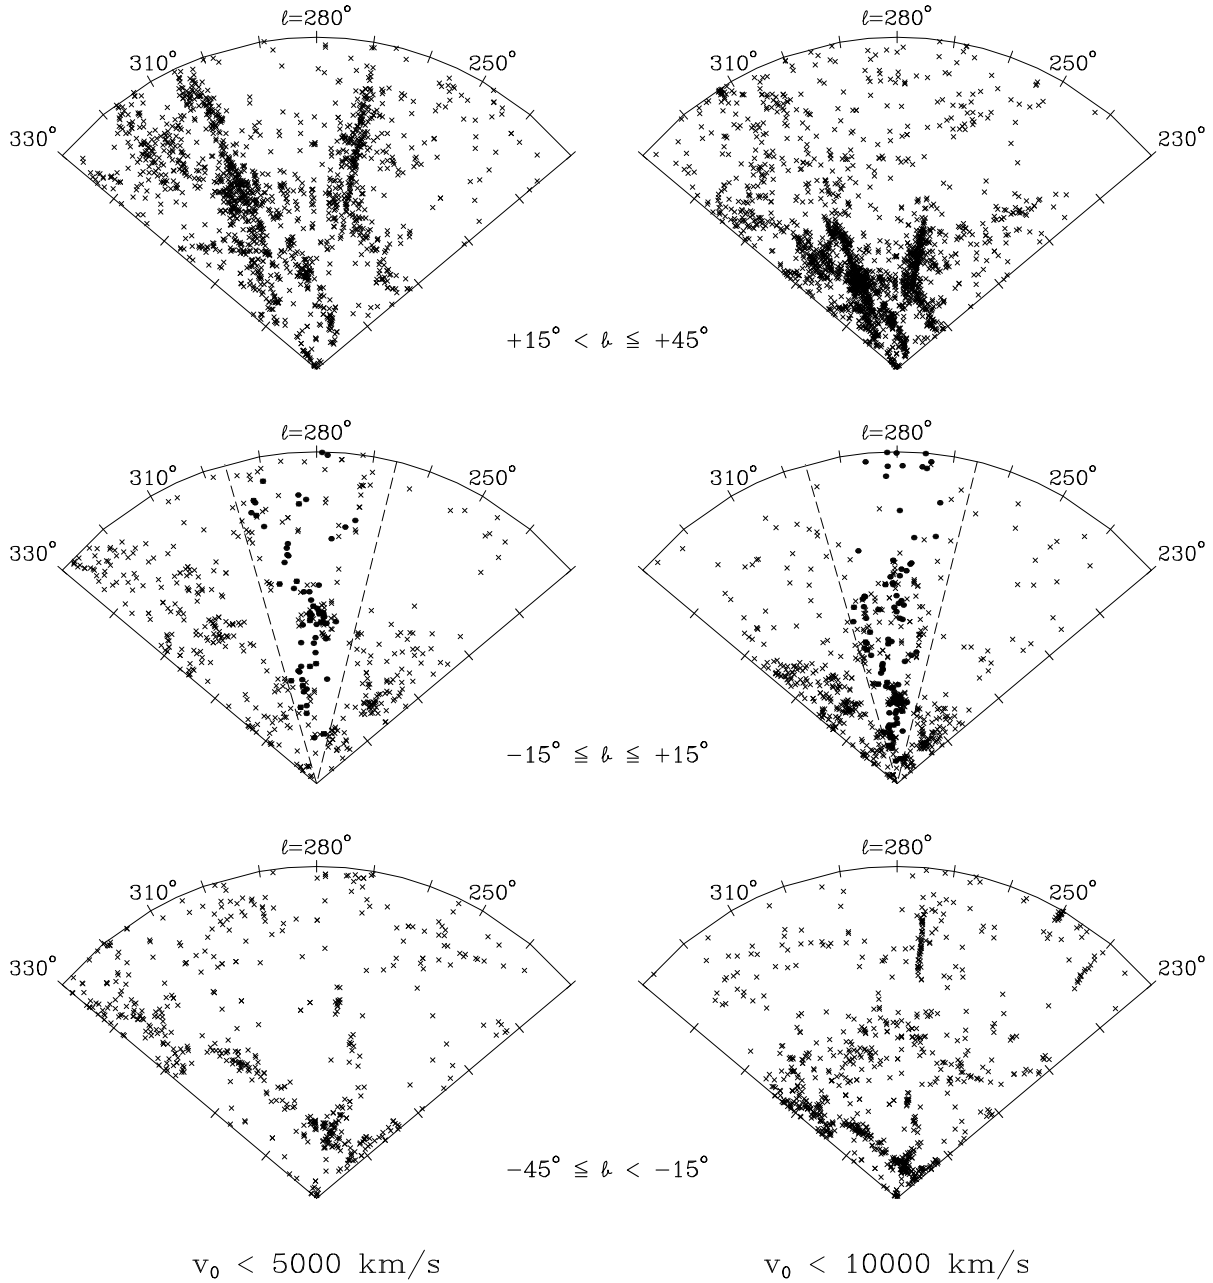 ℓ=280° ℓ=280°
310° 250° 310° 250°
330° 230°
+15° < b ≦ +45°
ℓ=280° ℓ=280°
310° 250° 310° 250°
330° 230°
−15° ≦ b ≦ +15°
ℓ=280° ℓ=280°
310° 250° 310° 250°
330° 230°
−45° ≦ b < −15°
v₀ < 5000 km/s v₀ < 10000 km/s